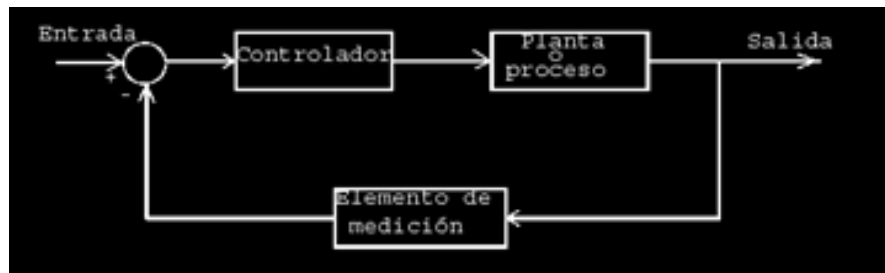 Entrada
+
-
Controlador
Planta
o
proceso
Salida
Elemento de
medición